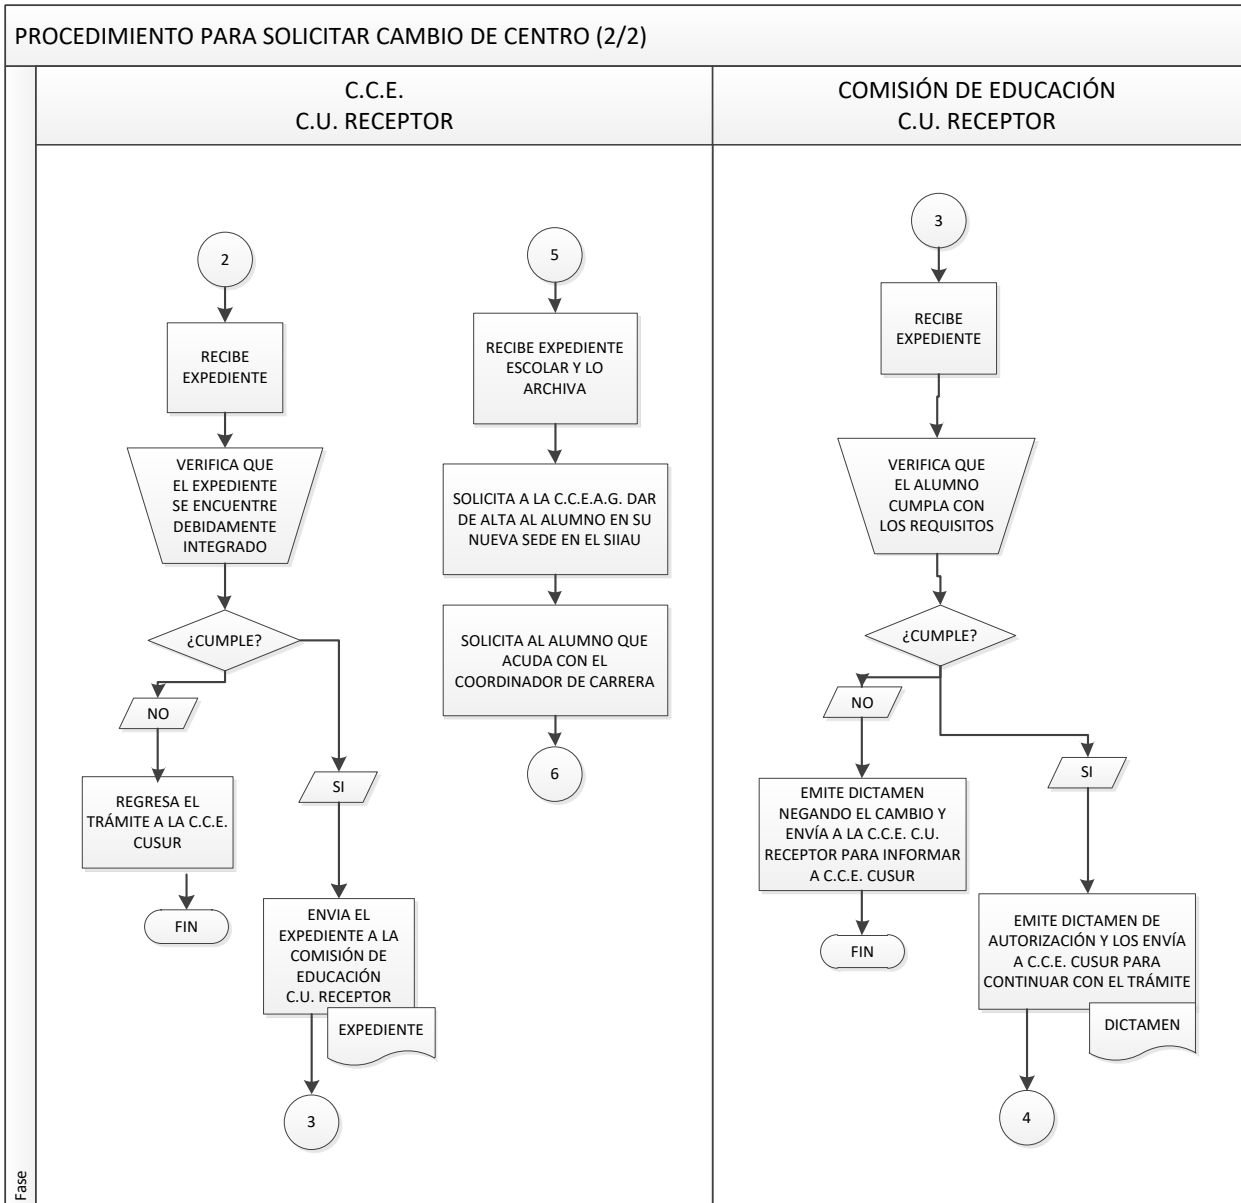 PROCEDIMIENTO PARA SOLICITAR CAMBIO DE CENTRO (2/2)
Fase
C.C.E.
C.U. RECEPTOR
2
RECIBE
EXPEDIENTE
VERIFICA QUE
EL EXPEDIENTE
SE ENCUENTRE
DEBIDAMENTE
INTEGRADO
¿CUMPLE?
NO
REGRESA EL
TRÁMITE A LA C.C.E.
CUSUR
FIN
SI
ENVIA EL
EXPEDIENTE A LA
COMISIÓN DE
EDUCACIÓN
C.U. RECEPTOR
EXPEDIENTE
3
5
RECIBE EXPEDIENTE
ESCOLAR Y LO
ARCHIVA
SOLICITA A LA C.C.E.A.G. DAR
DE ALTA AL ALUMNO EN SU
NUEVA SEDE EN EL SIIAU
SOLICITA AL ALUMNO QUE
ACUDA CON EL
COORDINADOR DE CARRERA
6
COMISIÓN DE EDUCACIÓN
C.U. RECEPTOR
3
RECIBE
EXPEDIENTE
VERIFICA QUE
EL ALUMNO
CUMPLA CON
LOS REQUISITOS
¿CUMPLE?
NO
EMITE DICTAMEN
NEGANDO EL CAMBIO Y
ENVÍA A LA C.C.E. C.U.
RECEPTOR PARA INFORMAR
A C.C.E. CUSUR
FIN
SI
EMITE DICTAMEN DE
AUTORIZACIÓN Y LOS ENVÍA
A C.C.E. CUSUR PARA
CONTINUAR CON EL TRÁMITE
DICTAMEN
4